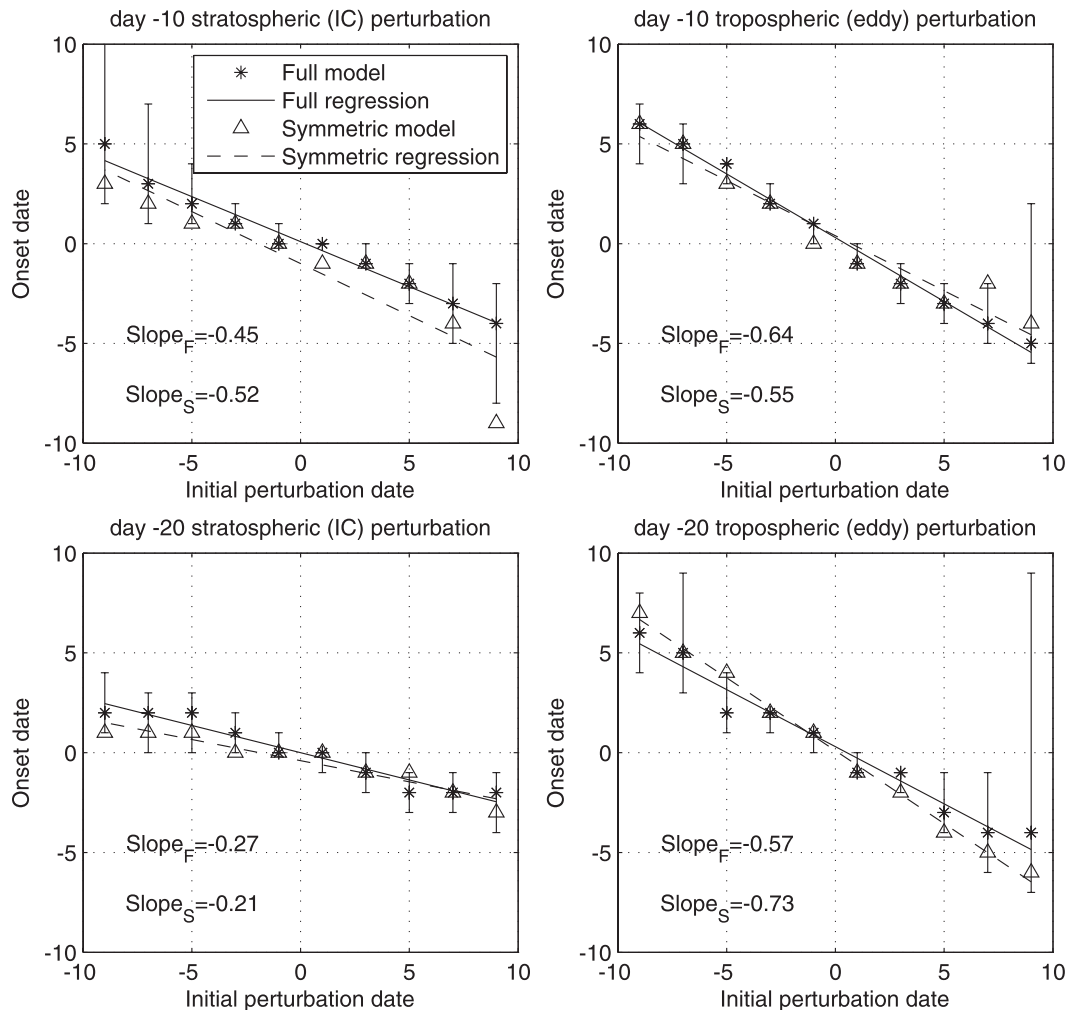 day -10 stratospheric (IC) perturbation
10
5
0
-5
-10
Onset date
Full model
Full regression
Symmetric model
Symmetric regression
Slope_F=-0.45
Slope_S=-0.52
-10 -5 0 5 10
Initial perturbation date
day -10 tropospheric (eddy) perturbation
10
5
0
-5
-10
Onset date
Slope_F=-0.64
Slope_S=-0.55
-10 -5 0 5 10
Initial perturbation date
day -20 stratospheric (IC) perturbation
10
5
0
-5
-10
Onset date
Slope_F=-0.27
Slope_S=-0.21
-10 -5 0 5 10
Initial perturbation date
day -20 tropospheric (eddy) perturbation
10
5
0
-5
-10
Onset date
Slope_F=-0.57
Slope_S=-0.73
-10 -5 0 5 10
Initial perturbation date